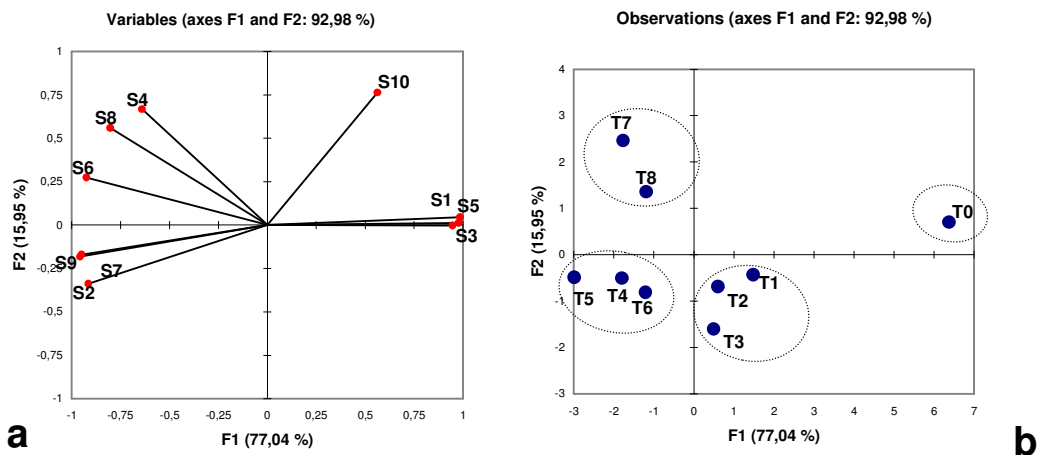 Variables (axes F1 and F2: 92,98 %)
1
0,75
0,5
0,25
0
-0,25
-0,5
-0,75
-1
-1 -0,75 -0,5 -0,25 0 0,25 0,5 0,75 1
F1 (77,04 %)
F2 (15,95 %)
S10
S4
S8
S6
S1
S5
S3
S9
S7
S2
a
Observations (axes F1 and F2: 92,98 %)
4
3
2
1
0
-1
-2
-3
-3 -2 -1 0 1 2 3 4 5 6 7
F1 (77,04 %)
F2 (15,95 %)
T7
T8
T0
T1
T2
T3
T5
T4
T6
b